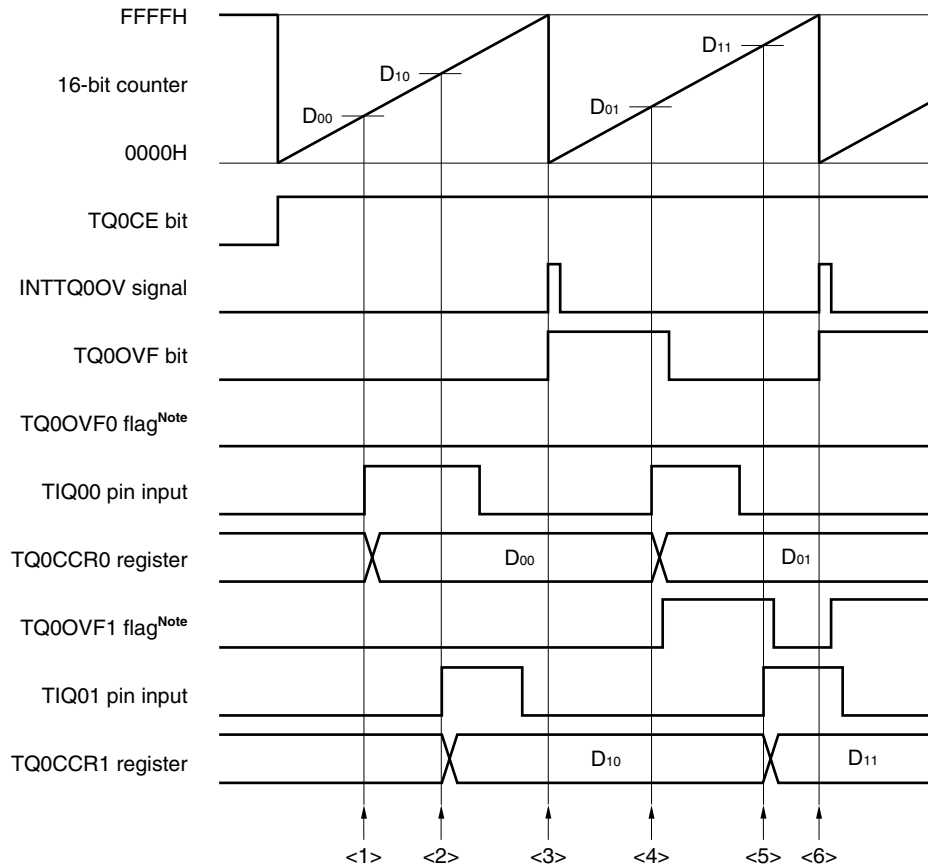 FFFFH
16-bit counter
0000H
D00
D10
D01
D11
TQ0CE bit
INTTQ0OV signal
TQ0OVF bit
TQ0OVF0 flagNote
TIQ00 pin input
TQ0CCR0 register
D00
D01
TQ0OVF1 flagNote
TIQ01 pin input
TQ0CCR1 register
D10
D11
<1> <2> <3> <4> <5> <6>